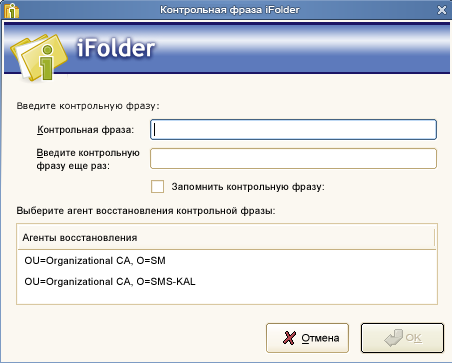 Контрольная фраза iFolder
iFolder
Введите контрольную фразу:
Контрольная фраза:
Введите контрольную
фразу еще раз:
Запомнить контрольную фразу:
Выберите агент восстановления контрольной фразы:
Агенты восстановления
OU=Organizational CA, O=SM
OU=Organizational CA, O=SMS-KAL
Отмена
OK